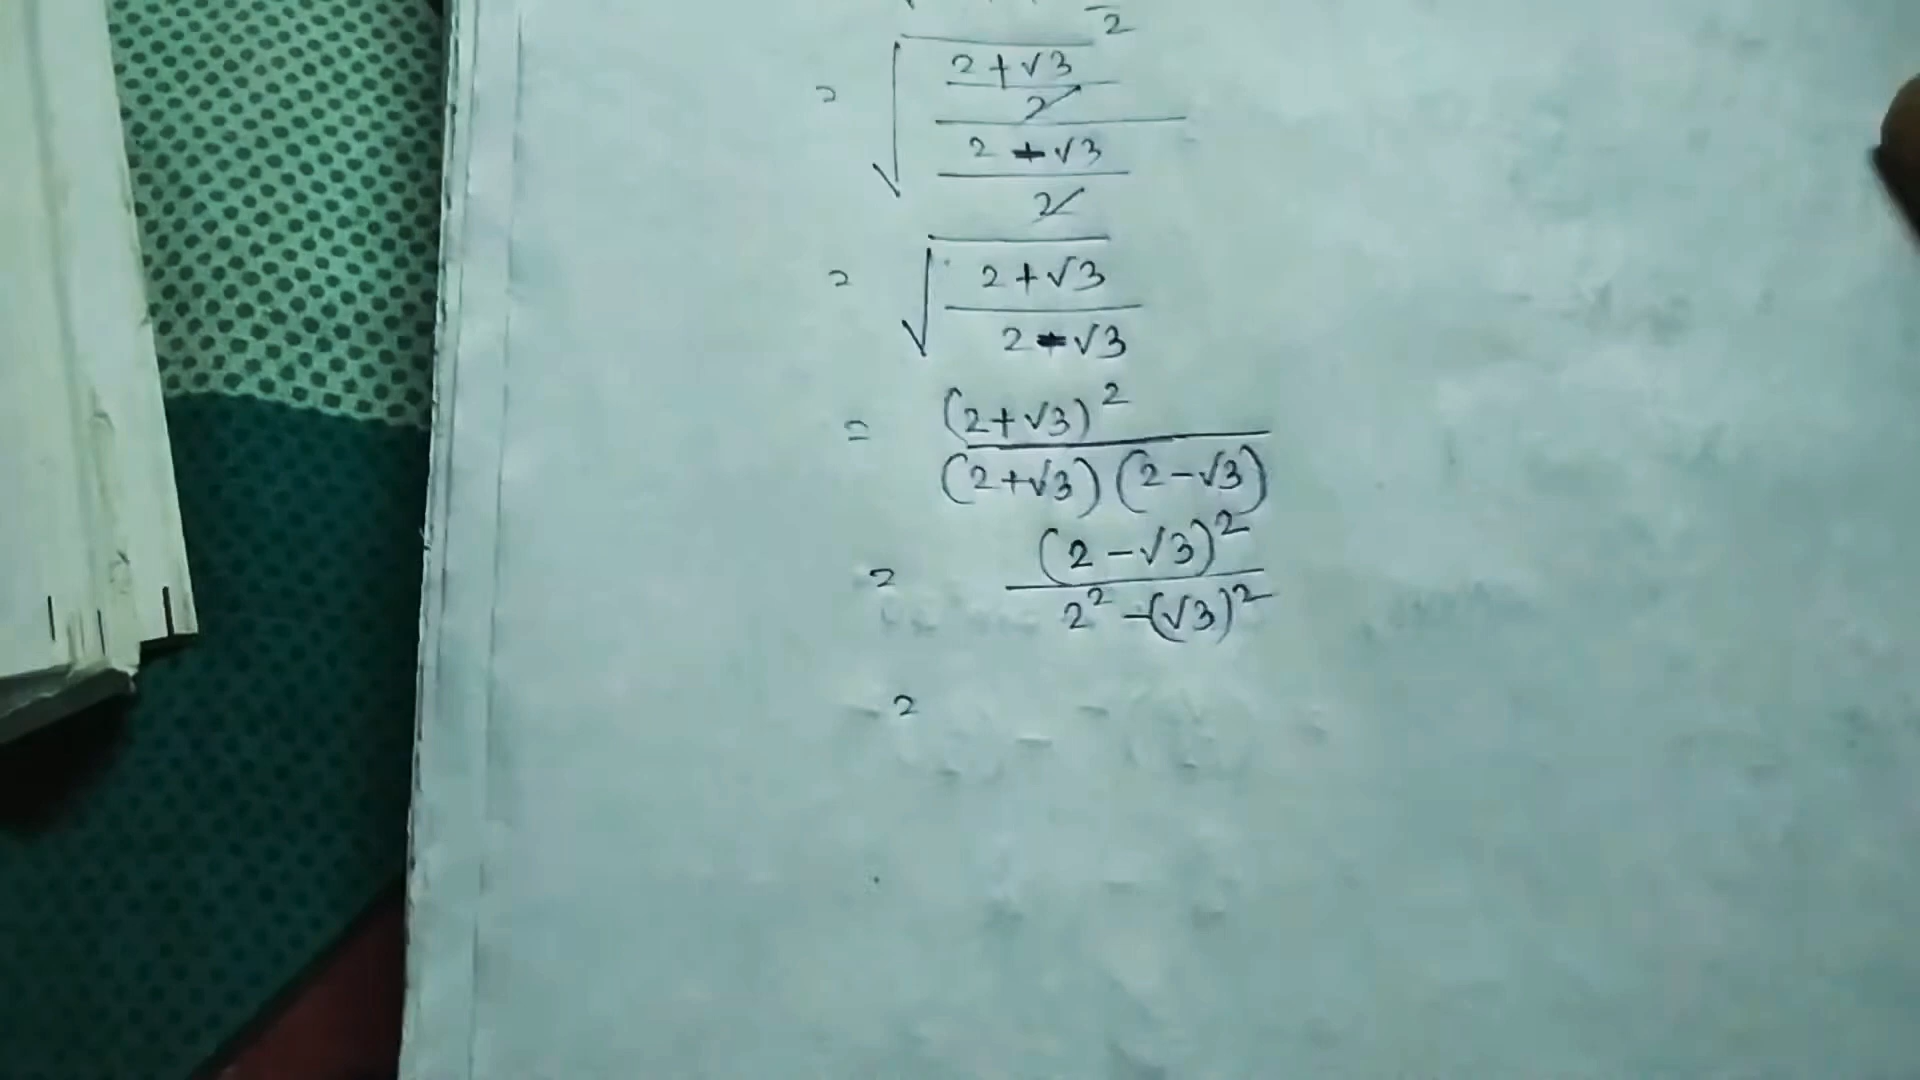 2
= √((2+√3)/2 / (2-√3)/2)
= √((2+√3)/(2-√3))
= (2+√3)² / (2+√3)(2-√3)
= (2-√3)² / 2²-(√3)²
=